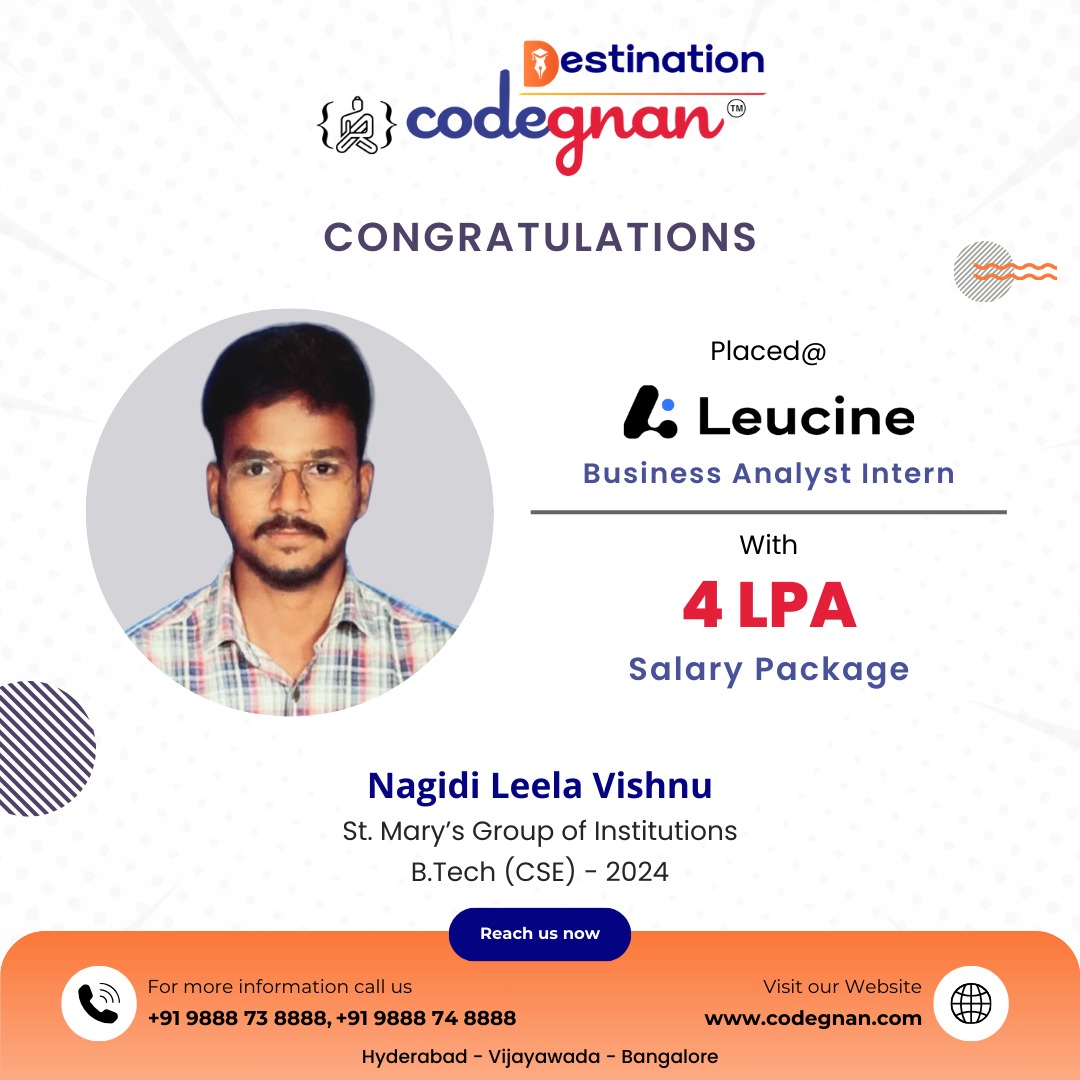 Destination
codegnan™
CONGRATULATIONS
Placed@
Leucine
Business Analyst Intern
With
4 LPA
Salary Package
Nagidi Leela Vishnu
St. Mary’s Group of Institutions
B.Tech (CSE) - 2024
Reach us now
For more information call us
+91 9888 73 8888, +91 9888 74 8888
Visit our Website
www.codegnan.com
Hyderabad - Vijayawada - Bangalore